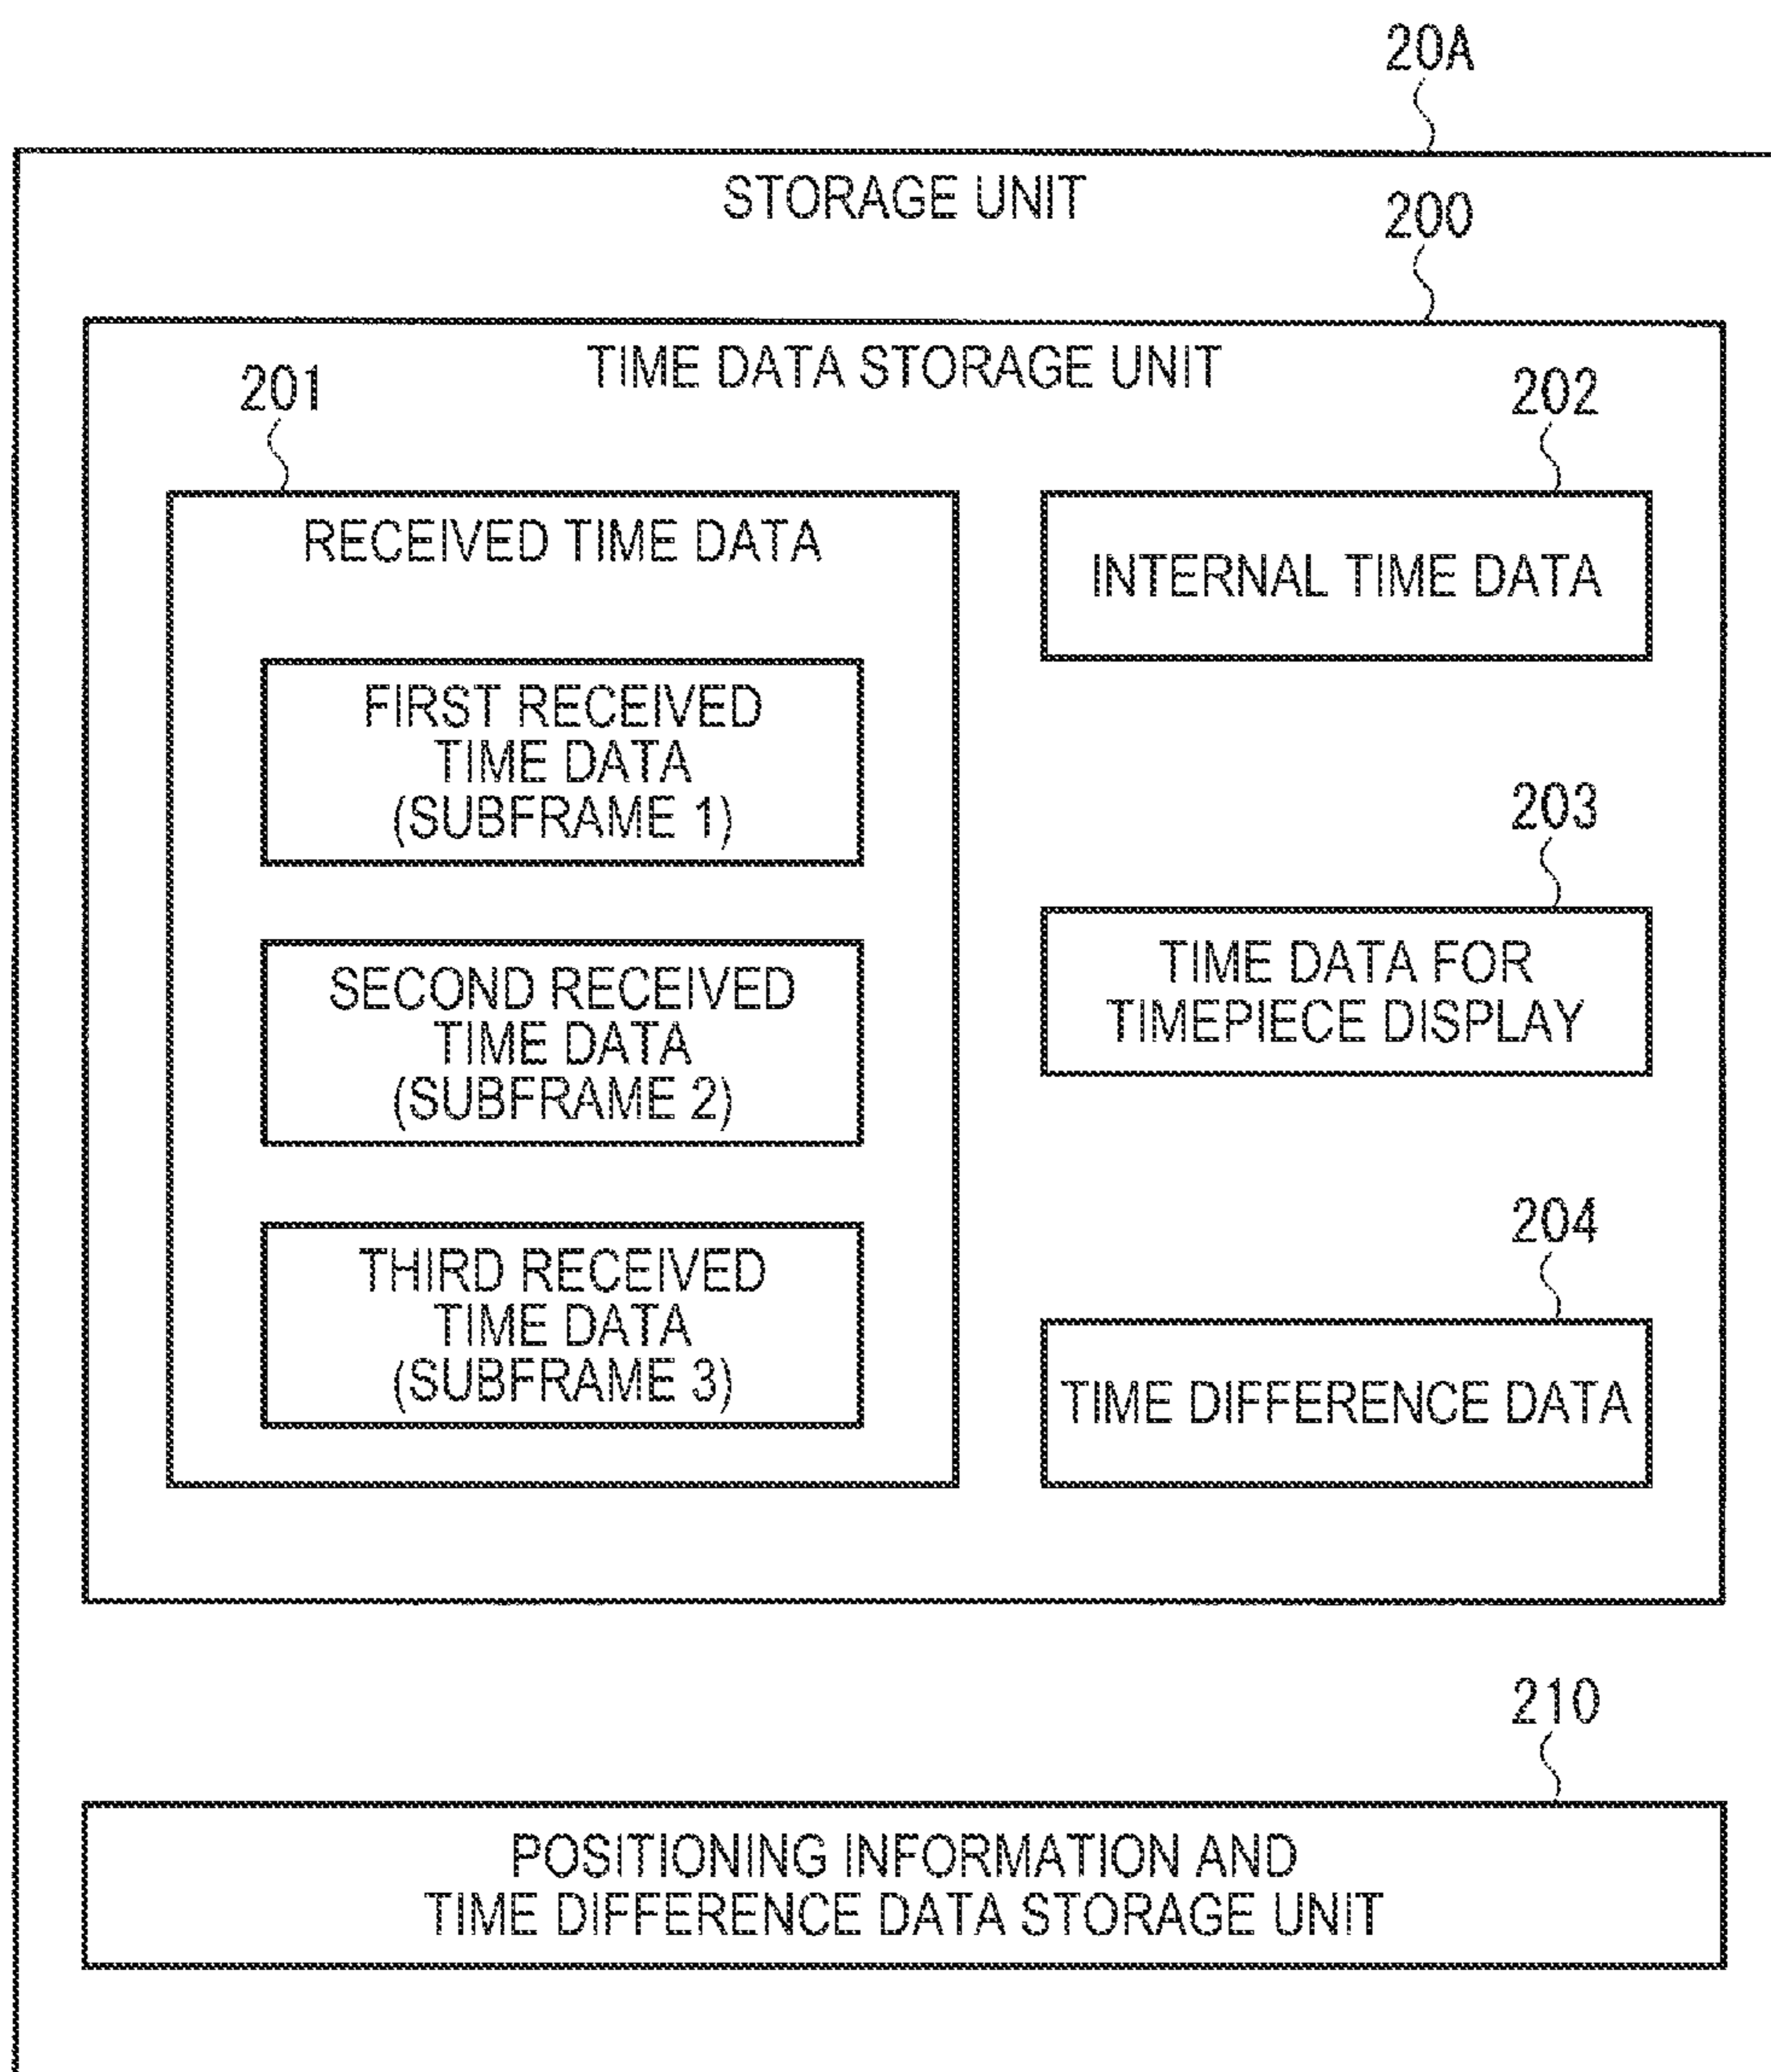 20A
STORAGE UNIT
200
TIME DATA STORAGE UNIT
201
RECEIVED TIME DATA
FIRST RECEIVED
TIME DATA
(SUBFRAME 1)
SECOND RECEIVED
TIME DATA
(SUBFRAME 2)
THIRD RECEIVED
TIME DATA
(SUBFRAME 3)
202
INTERNAL TIME DATA
203
TIME DATA FOR
TIMEPIECE DISPLAY
204
TIME DIFFERENCE DATA
210
POSITIONING INFORMATION AND
TIME DIFFERENCE DATA STORAGE UNIT